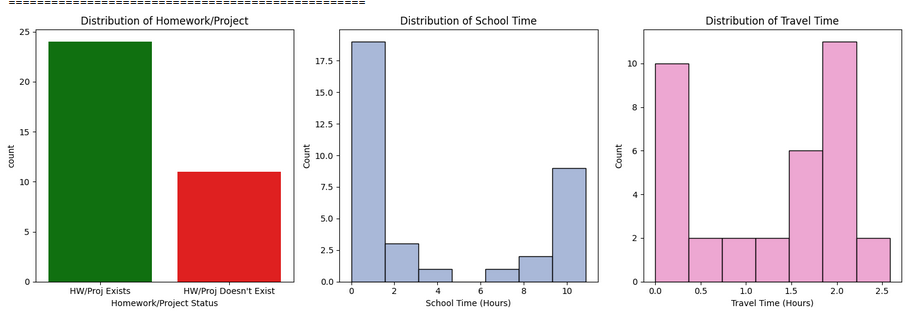 ==================================================
Distribution of Homework/Project
count
25
20
15
10
5
0
HW/Proj Exists HW/Proj Doesn't Exist
Homework/Project Status
Distribution of School Time
Count
17.5
15.0
12.5
10.0
7.5
5.0
2.5
0.0
0 2 4 6 8 10
School Time (Hours)
Distribution of Travel Time
Count
10
8
6
4
2
0
0.0 0.5 1.0 1.5 2.0 2.5
Travel Time (Hours)